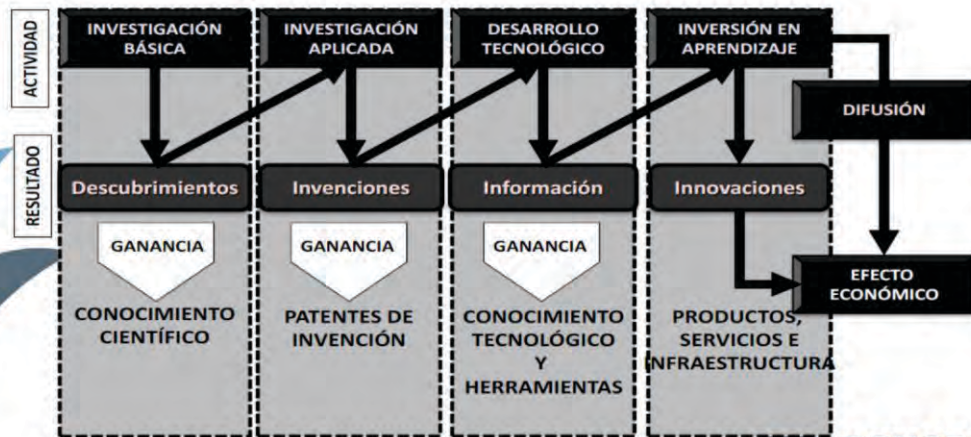 ACTIVIDAD
INVESTIGACIÓN
BÁSICA
INVESTIGACIÓN
APLICADA
DESARROLLO
TECNOLÓGICO
INVERSIÓN EN
APRENDIZAJE
DIFUSIÓN
RESULTADO
Descubrimientos
Invenciones
Información
Innovaciones
GANANCIA
GANANCIA
GANANCIA
EFECTO
ECONÓMICO
CONOCIMIENTO
CIENTÍFICO
PATENTES DE
INVENCIÓN
CONOCIMIENTO
TECNOLÓGICO
Y
HERRAMIENTAS
PRODUCTOS,
SERVICIOS E
INFRAESTRUCTURA